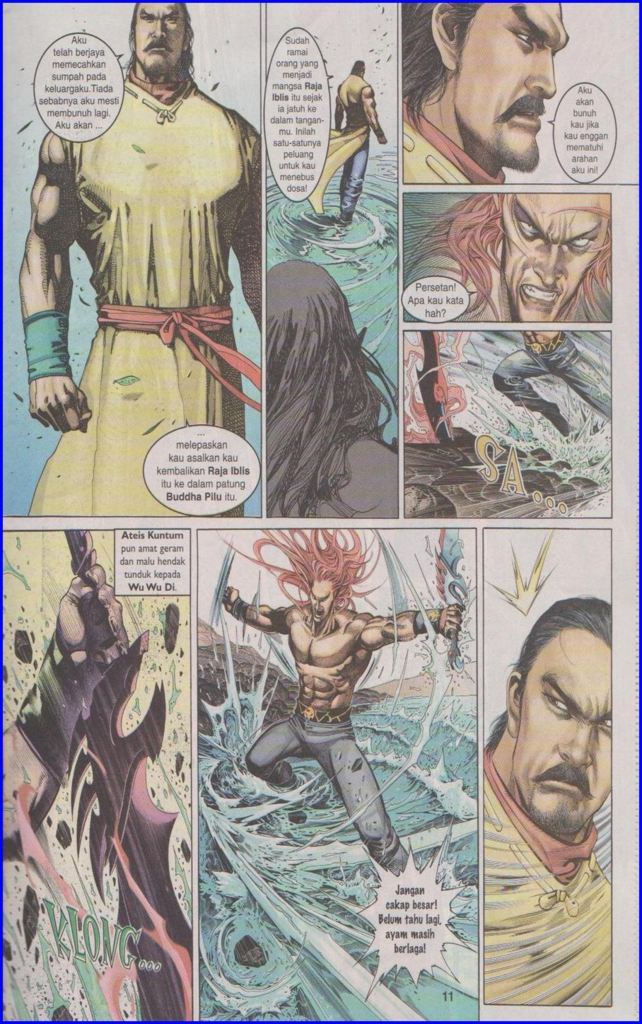 Aku
telah berjaya
memecahkan
sumpah pada
keluargaku.Tiada
sebabnya aku mesti
membunuh lagi.
Aku akan ...
...
melepaskan
kau asalkan kau
kembalikan Raja Iblis
itu ke dalam patung
Buddha Pilu itu.
Sudah
ramai
orang yang
menjadi
mangsa Raja
Iblis itu sejak
ia jatuh ke
dalam tangan-
mu. Inilah
satu-satunya
peluang
untuk kau
menebus
dosa!
Aku
akan
bunuh
kau jika
kau enggan
mematuhi
arahan
aku ini!
Persetan!
Apa kau kata
hah?
SA...
Ateis Kuntum
pun amat geram
dan malu hendak
tunduk kepada
Wu Wu Di.
KLONG...
Jangan
cakap besar!
Belum tahu lagi,
ayam masih
berlaga!
11